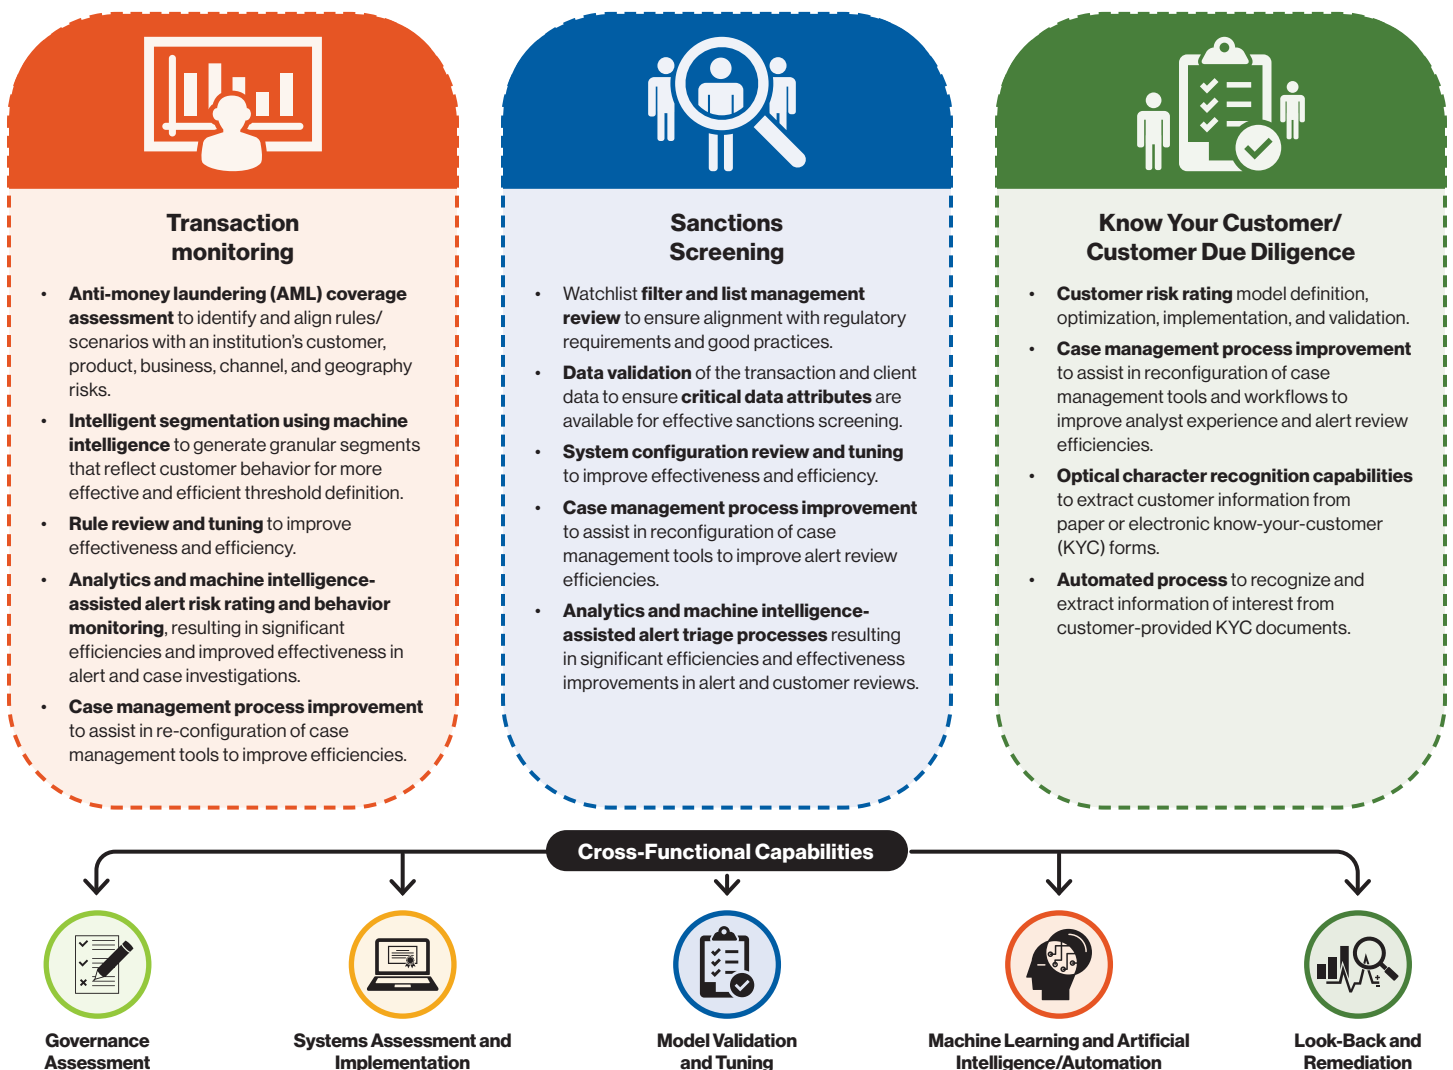 Transaction
monitoring
• Anti-money laundering (AML) coverage
assessment to identify and align rules/
scenarios with an institution's customer,
product, business, channel, and geography
risks.
• Intelligent segmentation using machine
intelligence to generate granular segments
that reflect customer behavior for more
effective and efficient threshold definition.
• Rule review and tuning to improve
effectiveness and efficiency.
• Analytics and machine intelligence-
assisted alert risk rating and behavior
monitoring, resulting in significant
efficiencies and improved effectiveness in
alert and case investigations.
• Case management process improvement
to assist in re-configuration of case
management tools to improve efficiencies.
Sanctions
Screening
• Watchlist filter and list management
review to ensure alignment with regulatory
requirements and good practices.
• Data validation of the transaction and client
data to ensure critical data attributes are
available for effective sanctions screening.
• System configuration review and tuning
to improve effectiveness and efficiency.
• Case management process improvement
to assist in reconfiguration of case
management tools to improve alert review
efficiencies.
• Analytics and machine intelligence-
assisted alert triage processes resulting
in significant efficiencies and effectiveness
improvements in alert and customer reviews.
Know Your Customer/
Customer Due Diligence
• Customer risk rating model definition,
optimization, implementation, and validation.
• Case management process improvement
to assist in reconfiguration of case
management tools and workflows to
improve analyst experience and alert review
efficiencies.
• Optical character recognition capabilities
to extract customer information from
paper or electronic know-your-customer
(KYC) forms.
• Automated process to recognize and
extract information of interest from
customer-provided KYC documents.
Cross-Functional Capabilities
Governance
Assessment
Systems Assessment and
Implementation
Model Validation
and Tuning
Machine Learning and Artificial
Intelligence/Automation
Look-Back and
Remediation